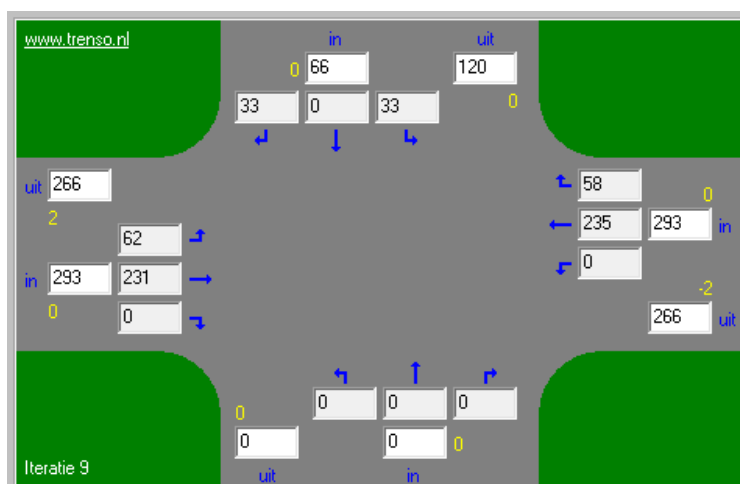 www.trenso.nl
in uit
0 66 120
33 0 33 0
uit 266
2
62
in 293 231
0 0
58 0
235 293 in
0
-2
266 uit
0 0 0
0
0 0 0
uit in
Iteratie 9